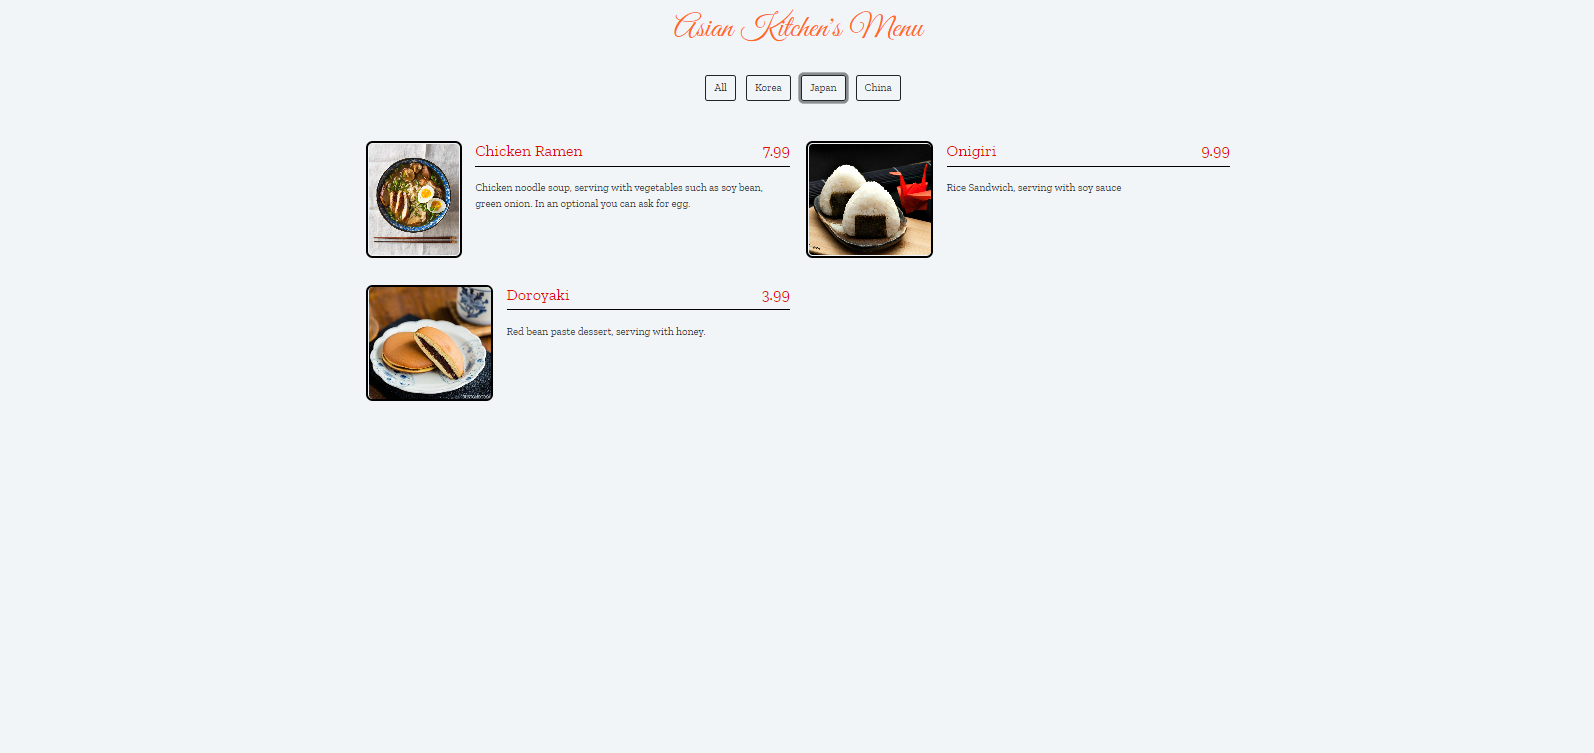 Asian Kitchen's Menu
All
Korea
Japan
China
Chicken Ramen 7.99
Chicken noodle soup, serving with vegetables such as soy bean,
green onion. In an optional you can ask for egg.
Onigiri 9.99
Rice Sandwich, serving with soy sauce
Doroyaki 3.99
Red bean paste dessert, serving with honey.